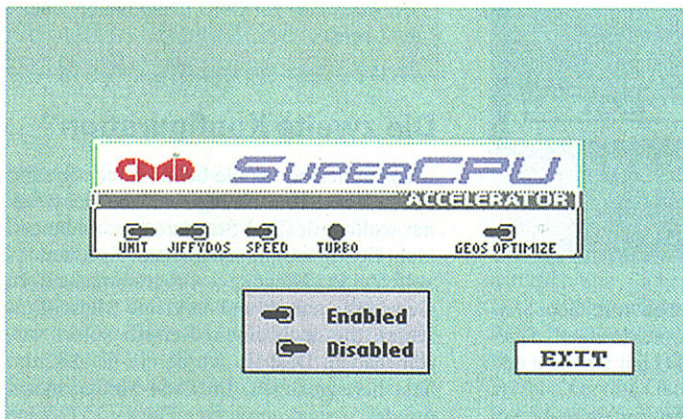 CMD SUPERCPU
ACCELERATOR
UNIT JIFFYDOS SPEED TURBO GEOS OPTIMIZE
Enabled
Disabled
EXIT